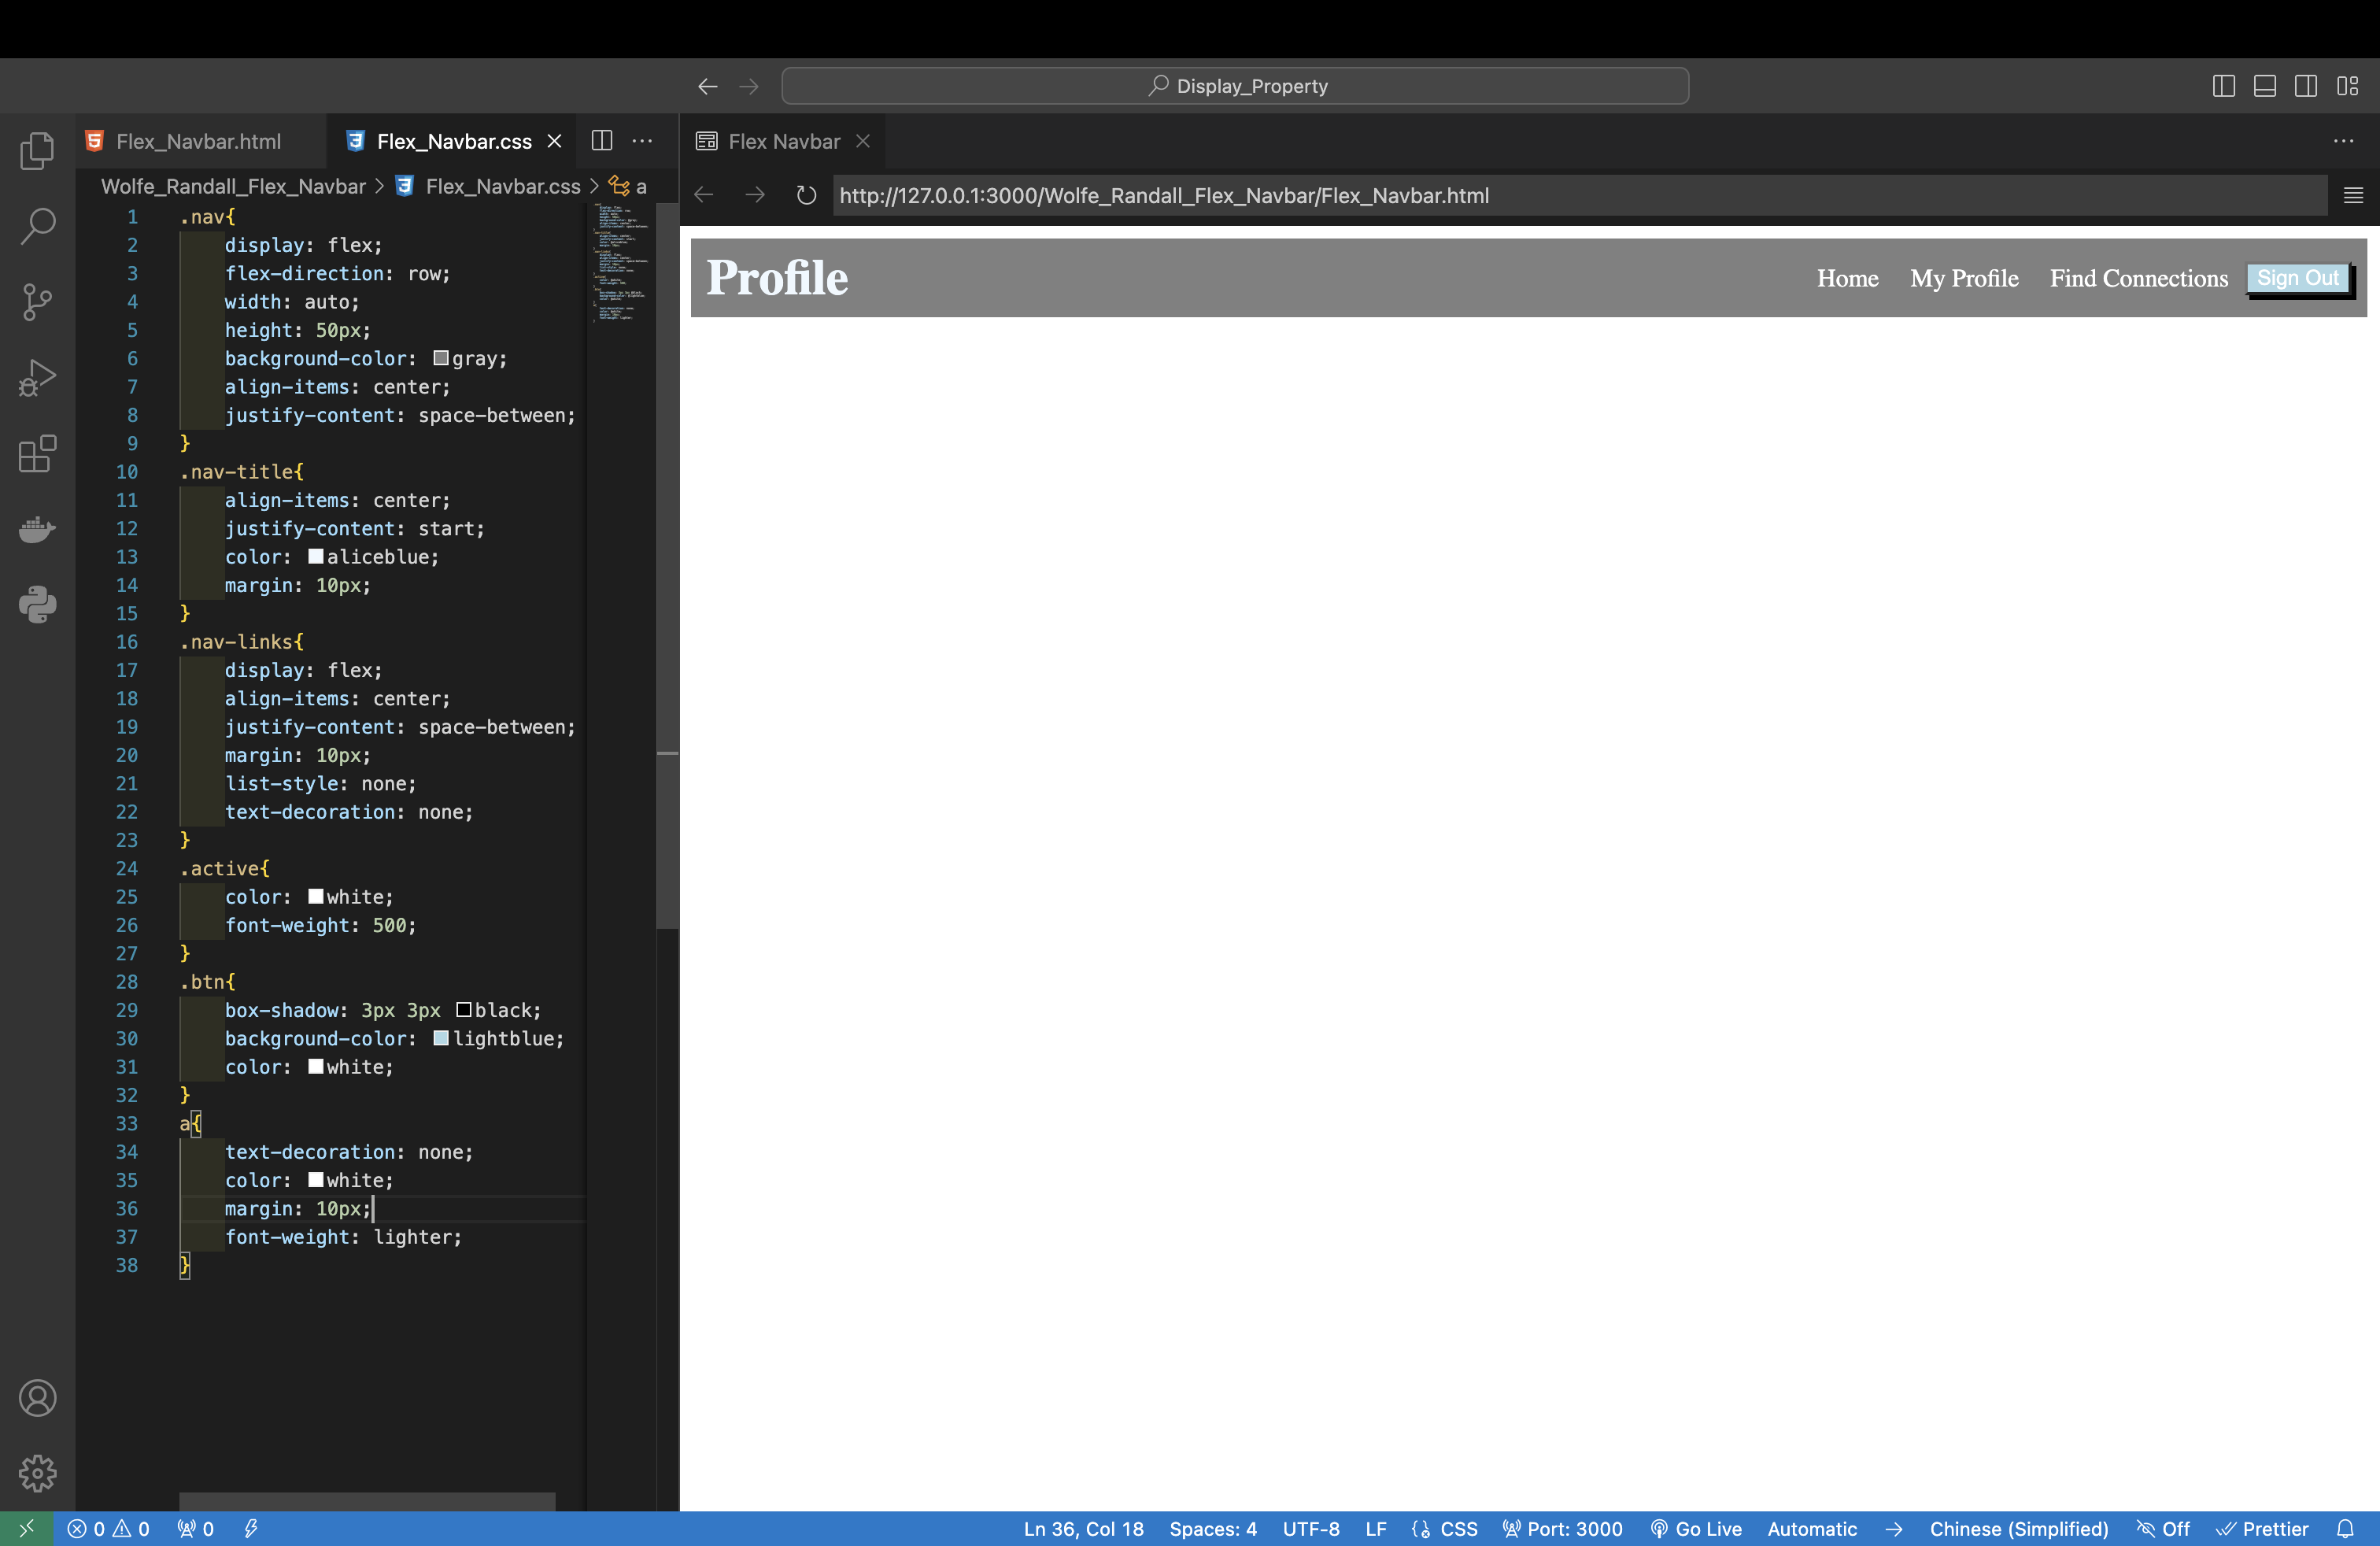 Display_Property
Flex_Navbar.html
Flex_Navbar.css
Flex Navbar
Wolfe_Randall_Flex_Navbar > Flex_Navbar.css > a
http://127.0.0.1:3000/Wolfe_Randall_Flex_Navbar/Flex_Navbar.html
1 .nav{
2 display: flex;
3 flex-direction: row;
4 width: auto;
5 height: 50px;
6 background-color: gray;
7 align-items: center;
8 justify-content: space-between;
9 }
10 .nav-title{
11 align-items: center;
12 justify-content: start;
13 color: aliceblue;
14 margin: 10px;
15 }
16 .nav-links{
17 display: flex;
18 align-items: center;
19 justify-content: space-between;
20 margin: 10px;
21 list-style: none;
22 text-decoration: none;
23 }
24 .active{
25 color: white;
26 font-weight: 500;
27 }
28 .btn{
29 box-shadow: 3px 3px black;
30 background-color: lightblue;
31 color: white;
32 }
33 a{
34 text-decoration: none;
35 color: white;
36 margin: 10px;
37 font-weight: lighter;
38 }
Profile
Home My Profile Find Connections Sign Out
0 0 0 Ln 36, Col 18 Spaces: 4 UTF-8 LF CSS Port: 3000 Go Live Automatic Chinese (Simplified) Off Prettier